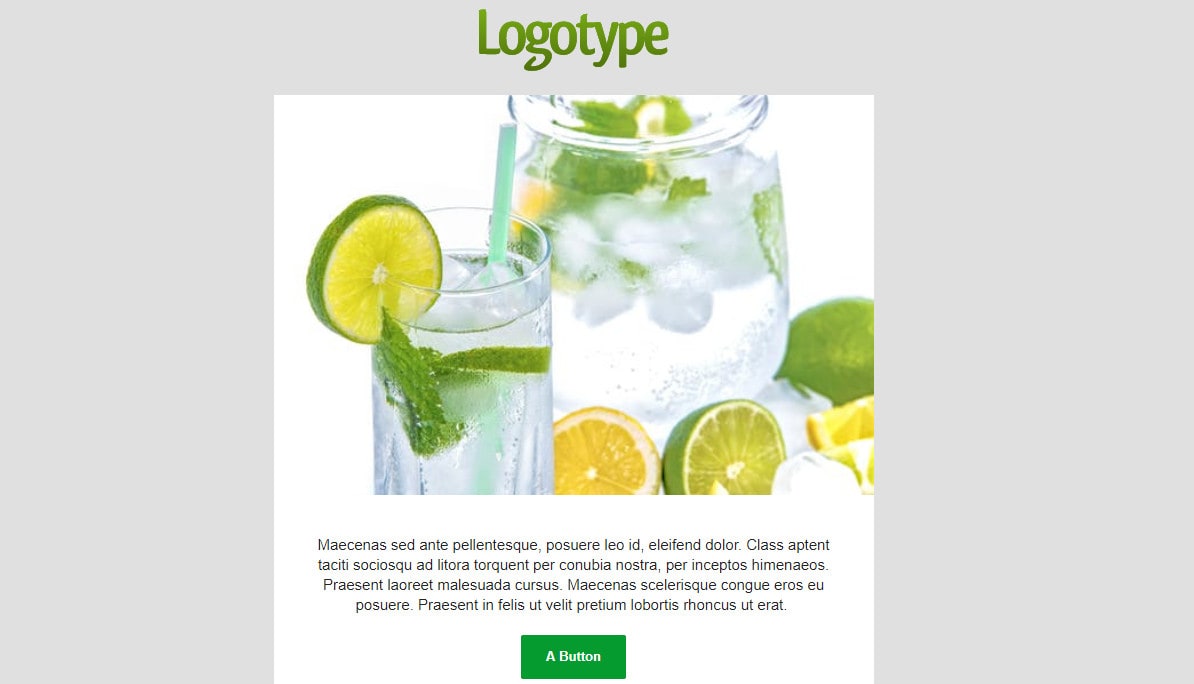 Logotype
Maecenas sed ante pellentesque, posuere leo id, eleifend dolor. Class aptent
taciti sociosqu ad litora torquent per conubia nostra, per inceptos himenaeos.
Praesent laoreet malesuada cursus. Maecenas scelerisque congue eros eu
posuere. Praesent in felis ut velit pretium lobortis rhoncus ut erat.
A Button